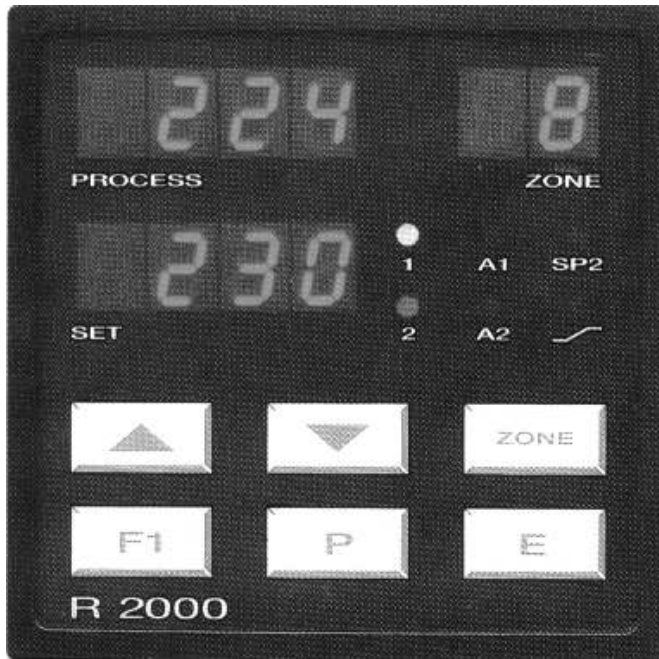 224 8
PROCESS ZONE
230
1 A1 SP2
SET 2 A2
ZONE
F1 P E
R 2000